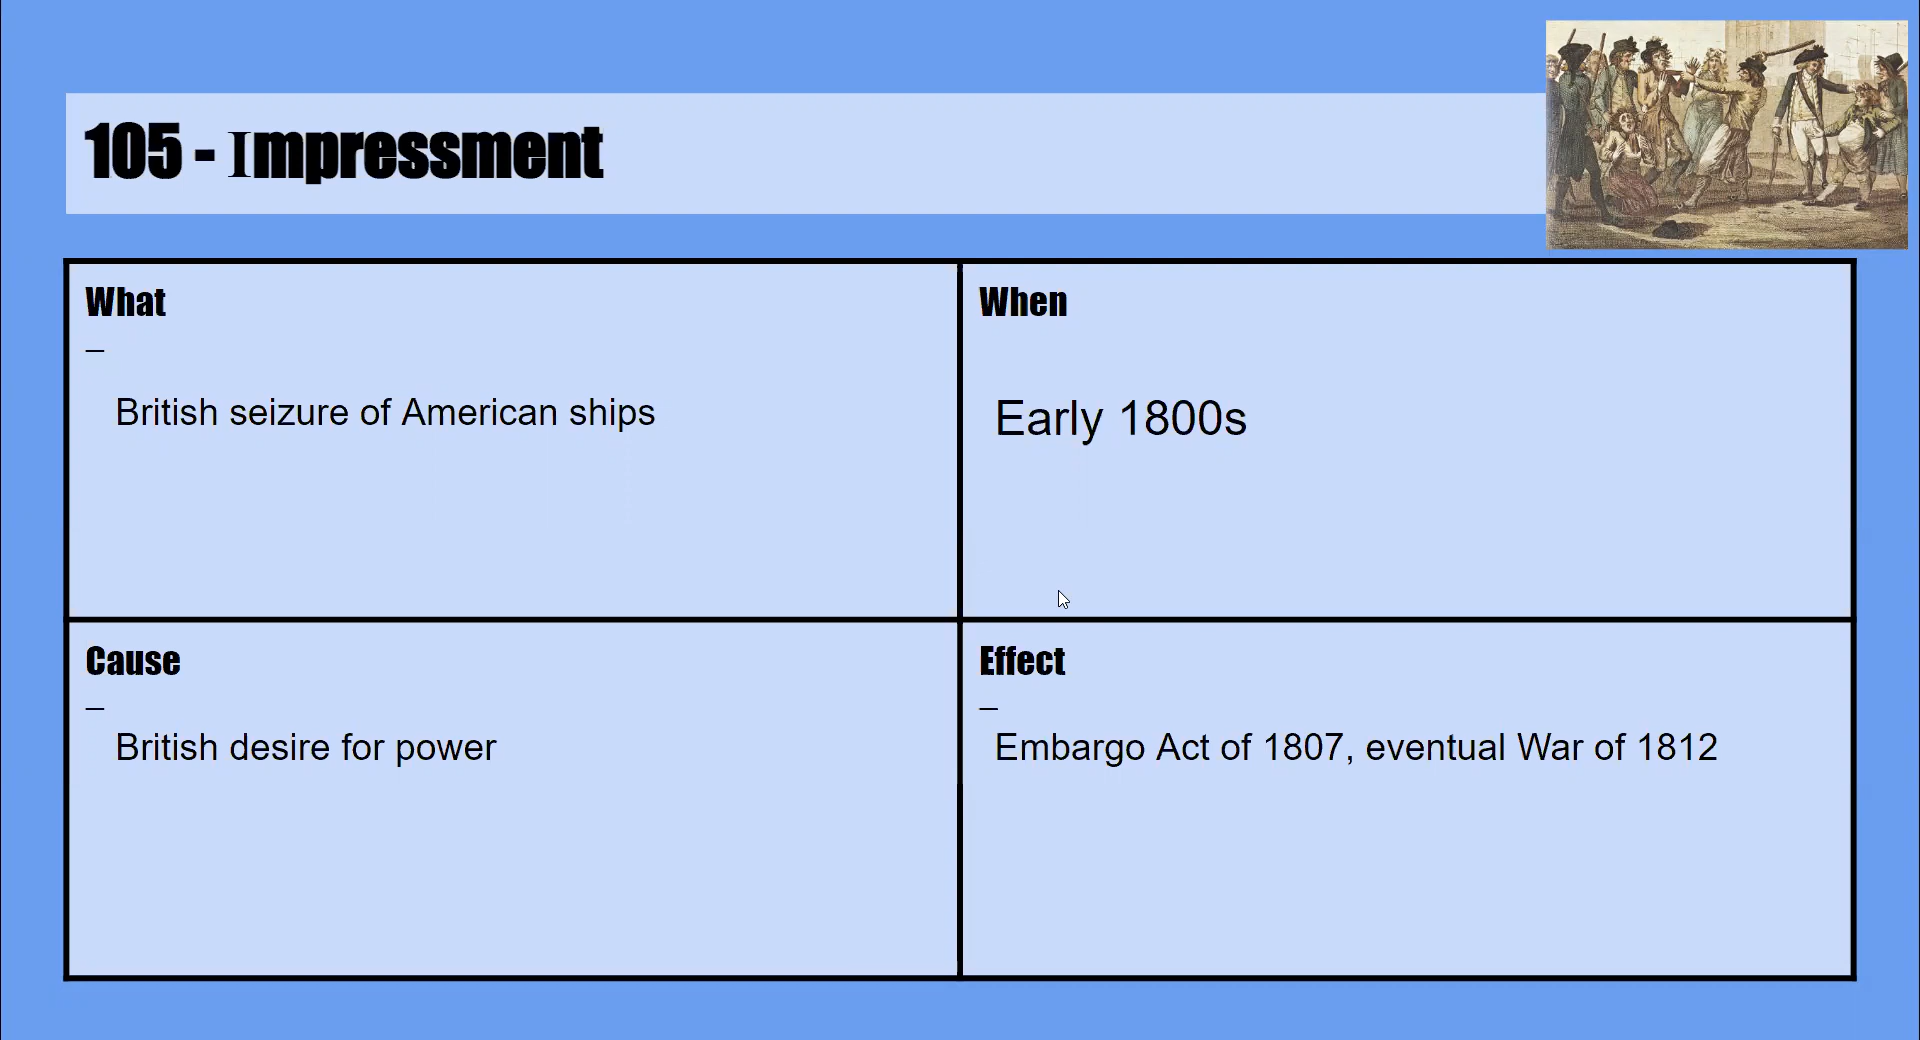 105 - Impressment
What
–
British seizure of American ships
When
Early 1800s
Cause
–
British desire for power
Effect
–
Embargo Act of 1807, eventual War of 1812